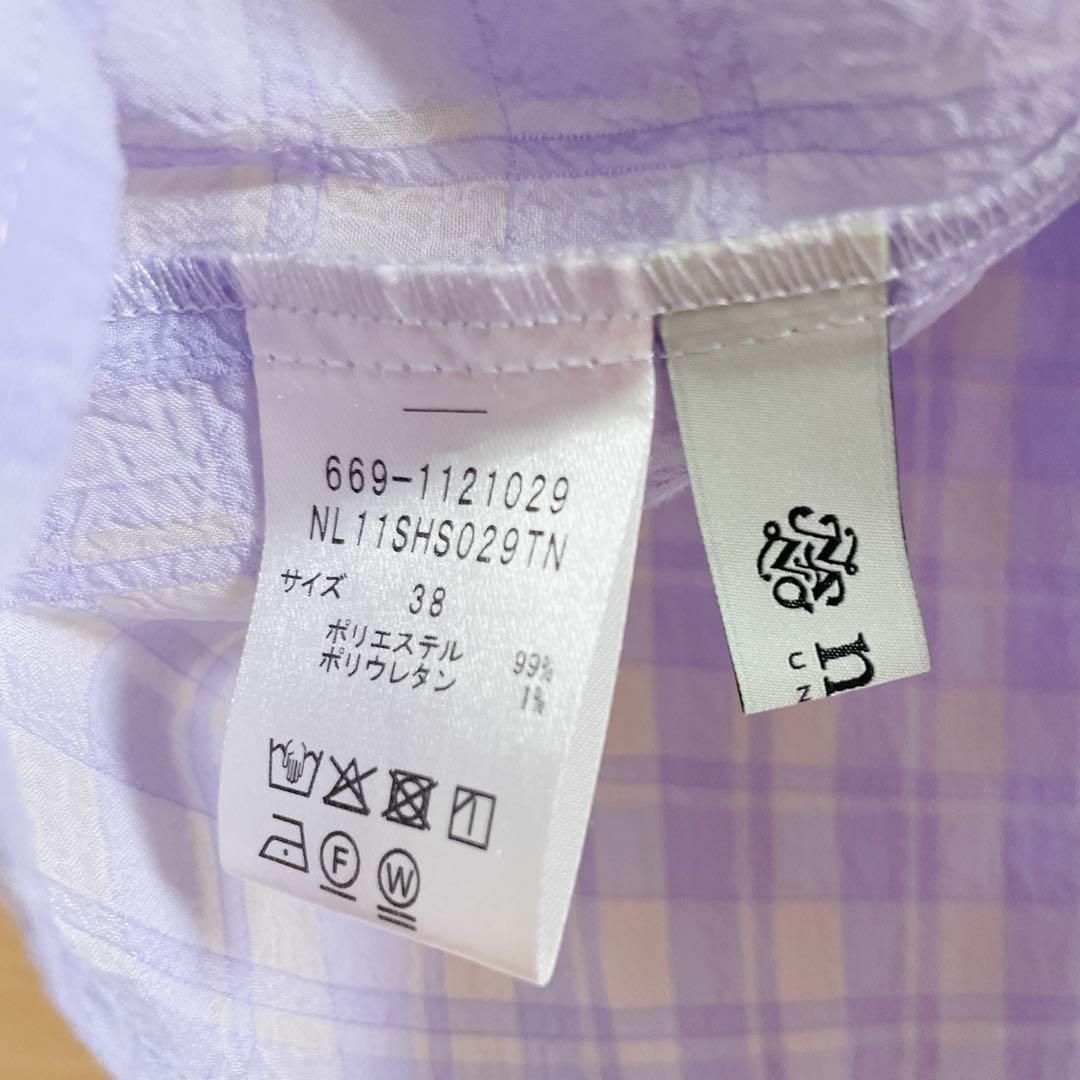 669-1121029
NL11SHS029TN
サイズ 38
ポリエステル 99%
ポリウレタン 1%
F
W
n